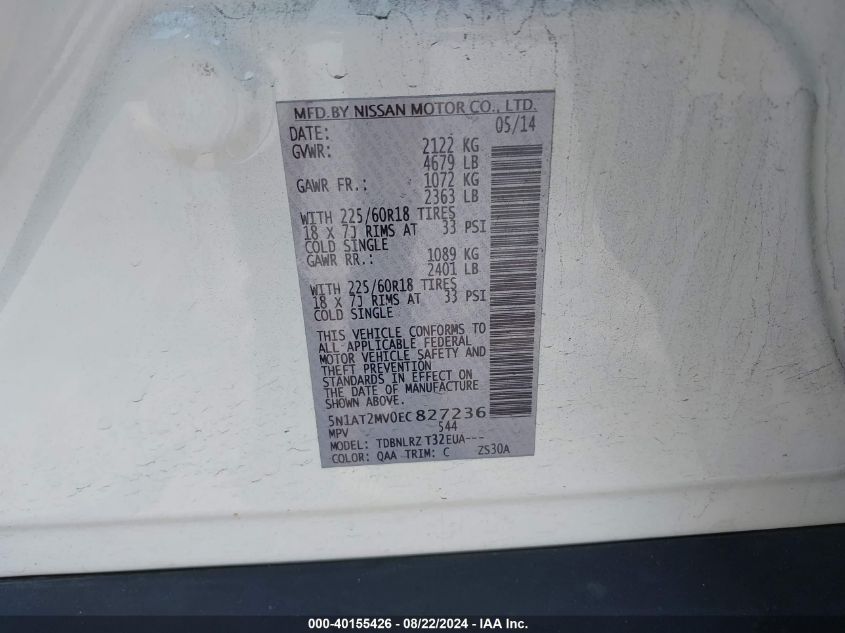 MFD.BY NISSAN MOTOR CO., LTD.
DATE: 05/14
GVWR: 2122 KG
4679 LB
GAWR FR.: 1072 KG
2363 LB
WITH 225/60R18 TIRES
18 X 7J RIMS AT 33 PSI
COLD SINGLE
GAWR RR.: 1089 KG
2401 LB
WITH 225/60R18 TIRES
18 X 7J RIMS AT 33 PSI
COLD SINGLE
THIS VEHICLE CONFORMS TO
ALL APPLICABLE FEDERAL
MOTOR VEHICLE SAFETY AND
THEFT PREVENTION
STANDARDS IN EFFECT ON
THE DATE OF MANUFACTURE
SHOWN ABOVE.
5N1AT2MV0EC827236
MPV 544
MODEL: TDBNLRZ T32EUA---
COLOR: QAA TRIM: C ZS30A
000-40155426 - 08/22/2024 - IAA Inc.